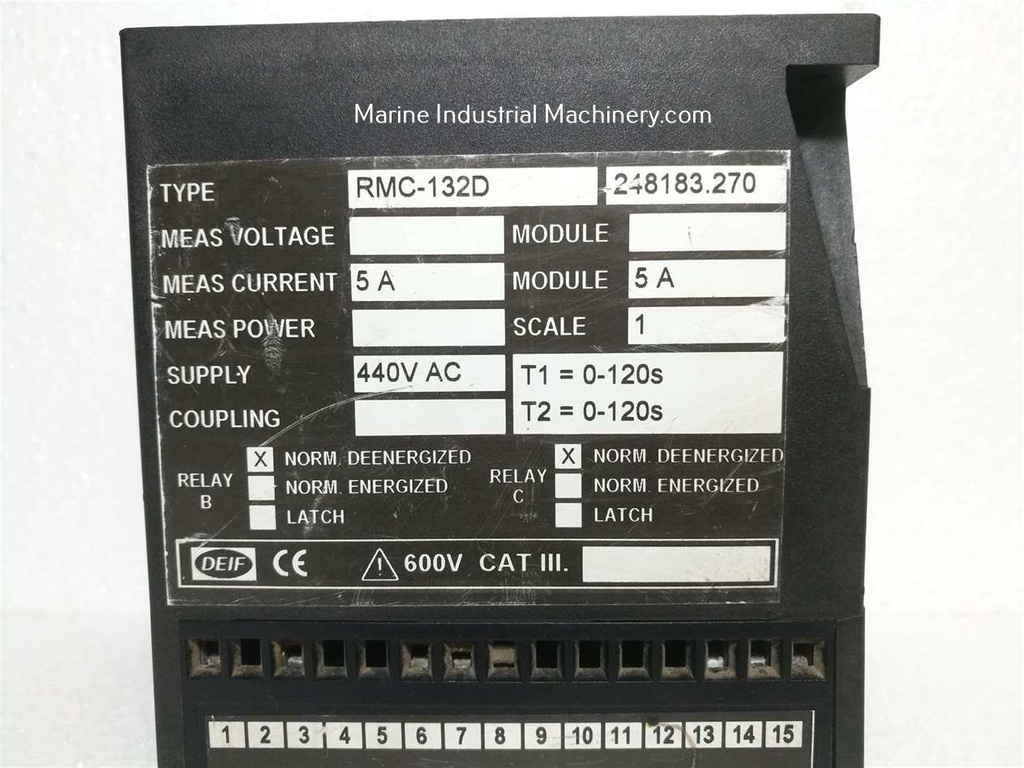 Marine Industrial Machinery.com
TYPE RMC-132D 248183.270
MEAS VOLTAGE MODULE
MEAS CURRENT 5 A MODULE 5 A
MEAS POWER SCALE 1
SUPPLY 440V AC T1 = 0-120s
COUPLING T2 = 0-120s
X NORM. DEENERGIZED X NORM. DEENERGIZED
RELAY B NORM. ENERGIZED RELAY C NORM. ENERGIZED
LATCH LATCH
DEIF CE 600V CAT III.
1 2 3 4 5 6 7 8 9 10 11 12 13 14 15